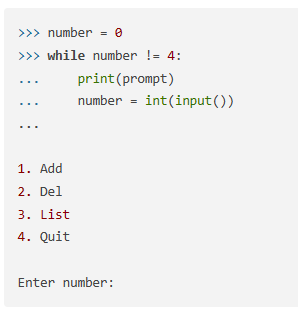 >>> number = 0
>>> while number != 4:
...     print(prompt)
...     number = int(input())
...
1. Add
2. Del
3. List
4. Quit
Enter number: